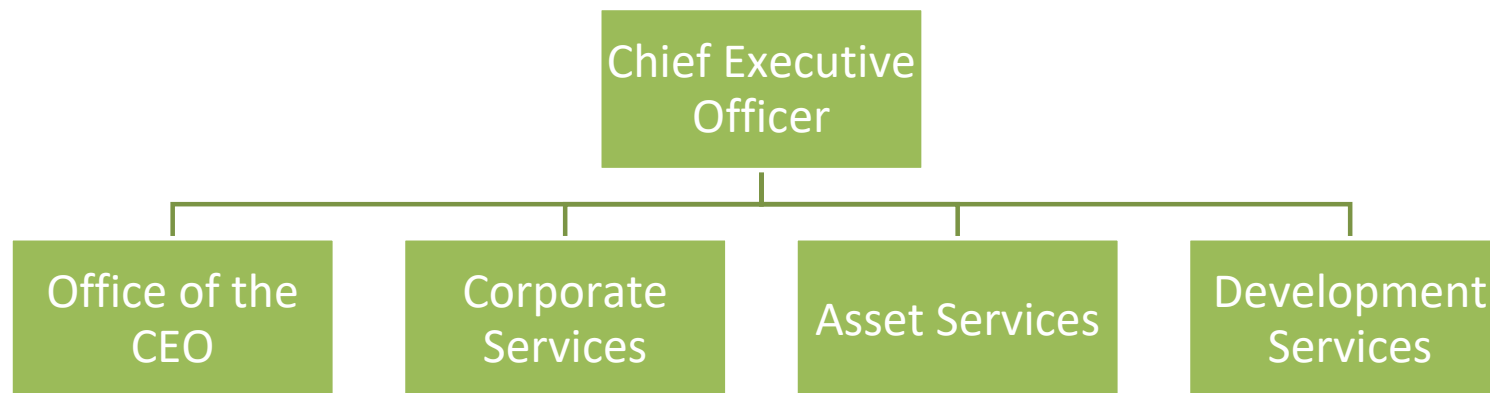 Chief Executive
Officer
Office of the
CEO
Corporate
Services
Asset Services
Development
Services